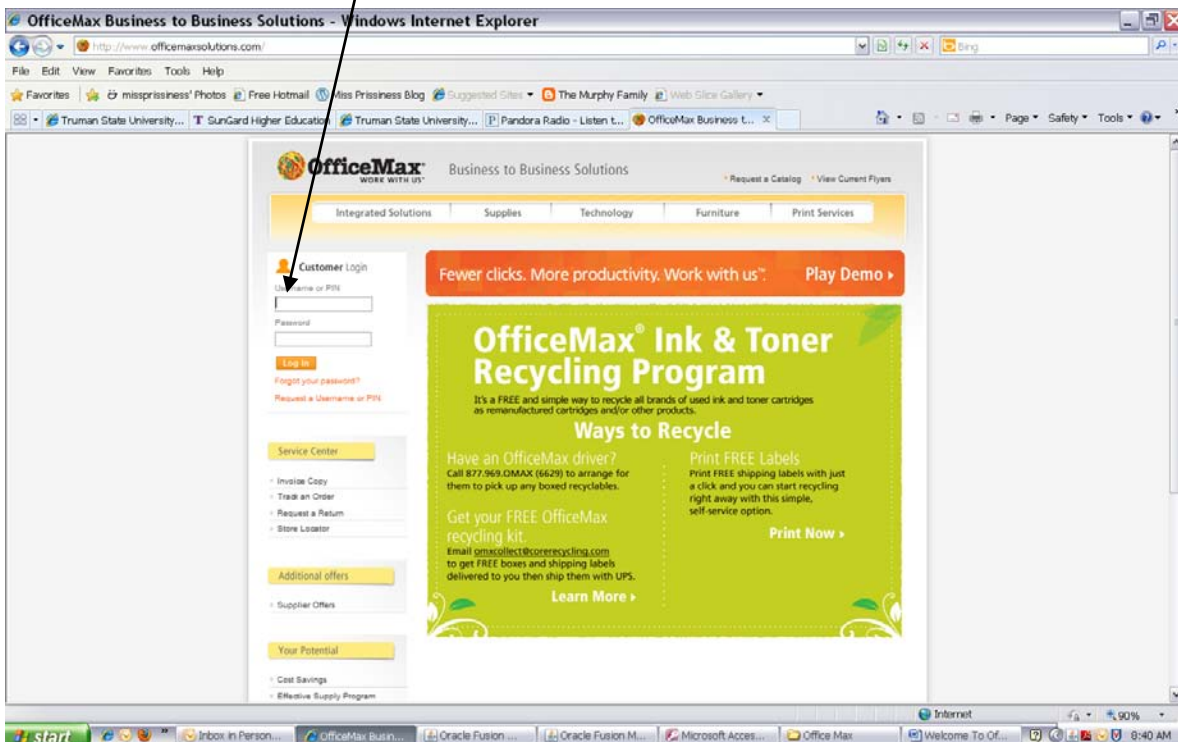 OfficeMax Business to Business Solutions - Windows Internet Explorer
http://www.officemaxsolutions.com/
Bing
File Edit View Favorites Tools Help
Favorites missprissiness' Photos Free Hotmail Miss Prissiness Blog Suggested Sites The Murphy Family Web Slice Gallery
Truman State University... SunGard Higher Education Truman State University... Pandora Radio - Listen t... OfficeMax Business t... Page Safety Tools
OfficeMax® Business to Business Solutions
WORK WITH US℠
Request a Catalog View Current Flyers
Integrated Solutions Supplies Technology Furniture Print Services
Customer Login
Username or PIN
Password
Log in
Forgot your password?
Request a Username or PIN
Fewer clicks. More productivity. Work with us℠. Play Demo ›
OfficeMax® Ink & Toner
Recycling Program
It's a FREE and simple way to recycle all brands of used ink and toner cartridges
as remanufactured cartridges and/or other products.
Ways to Recycle
Have an OfficeMax driver?
Call 877.969.OMAX (6629) to arrange for
them to pick up any boxed recyclables.
Get your FREE OfficeMax
recycling kit.
Email omxcollect@corerecycling.com
to get FREE boxes and shipping labels
delivered to you then ship them with UPS.
Learn More ›
Print FREE Labels
Print FREE shipping labels with just
a click and you can start recycling
right away with this simple,
self-service option.
Print Now ›
Service Center
Invoice Copy
Track an Order
Request a Return
Store Locator
Additional offers
Supplier Offers
Your Potential
Cost Savings
Effective Supply Program
Internet 90%
start Inbox in Person... OfficeMax Busin... Oracle Fusion ... Oracle Fusion M... Microsoft Acces... Office Max Welcome To Of... 8:40 AM